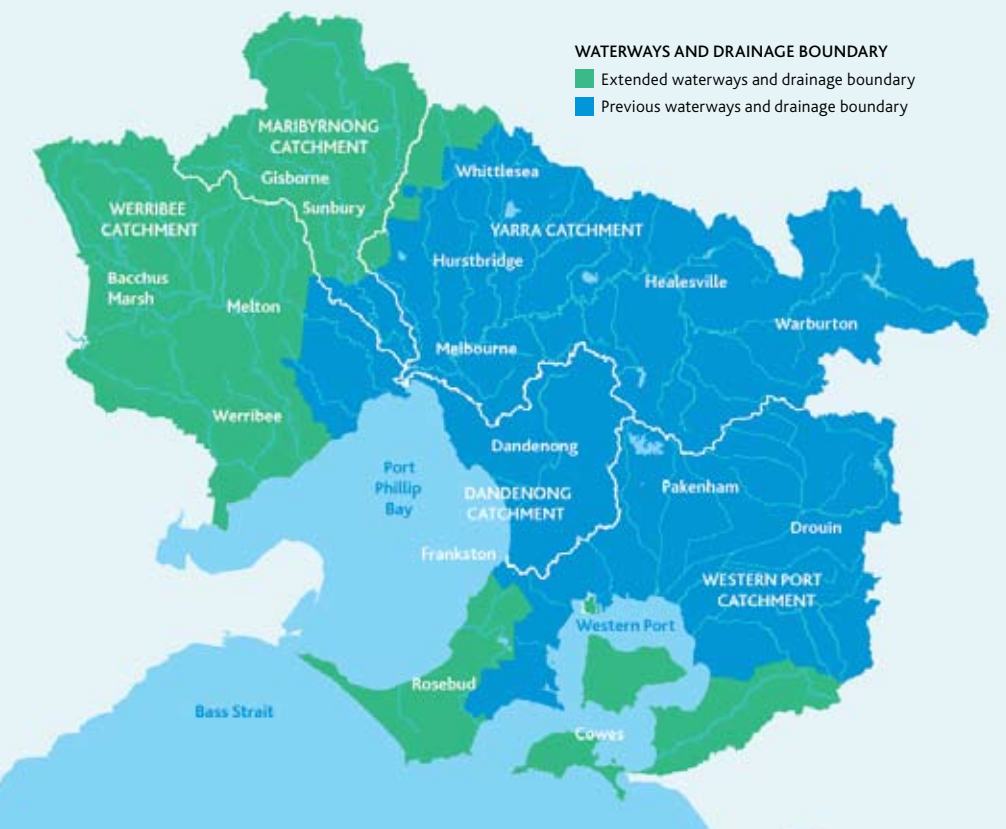 WATERWAYS AND DRAINAGE BOUNDARY
Extended waterways and drainage boundary
Previous waterways and drainage boundary
MARIBYRNONG
CATCHMENT
Gisborne
Sunbury
Whittlesea
WERRIBEE
CATCHMENT
YARRA CATCHMENT
Hurstbridge
Bacchus
Marsh
Melton
Healesville
Warburton
Melbourne
Werribee
Dandenong
Port
Phillip
Bay
DANDENONG
CATCHMENT
Pakenham
Drouin
Frankston
WESTERN PORT
CATCHMENT
Western Port
Rosebud
Bass Strait
Cowes